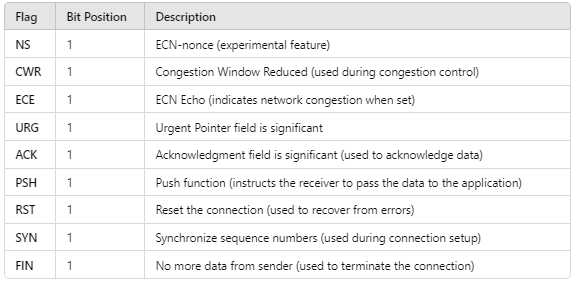 Flag Bit Position Description
NS 1 ECN-nonce (experimental feature)
CWR 1 Congestion Window Reduced (used during congestion control)
ECE 1 ECN Echo (indicates network congestion when set)
URG 1 Urgent Pointer field is significant
ACK 1 Acknowledgment field is significant (used to acknowledge data)
PSH 1 Push function (instructs the receiver to pass the data to the application)
RST 1 Reset the connection (used to recover from errors)
SYN 1 Synchronize sequence numbers (used during connection setup)
FIN 1 No more data from sender (used to terminate the connection)